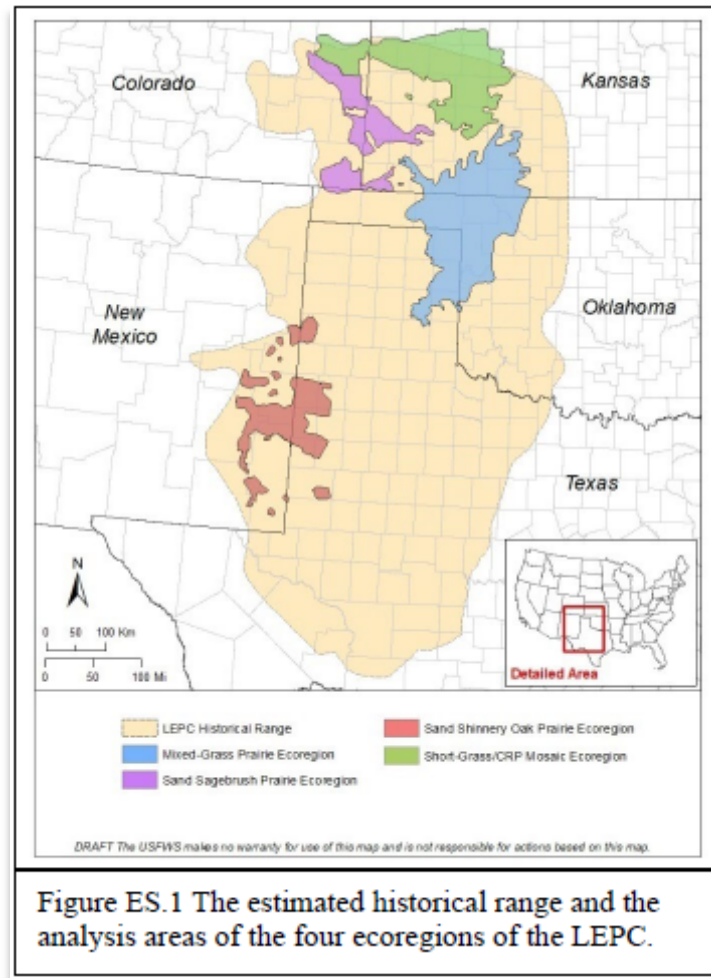 Colorado
Kansas
New
Mexico
Oklahoma
Texas
N
0 50 100 Km
0 50 100 Mi
Detailed Area
LEPC Historical Range
Mixed-Grass Prairie Ecoregion
Sand Sagebrush Prairie Ecoregion
Sand Shinnery Oak Prairie Ecoregion
Short-Grass/CRP Mosaic Ecoregion
DRAFT The USFWS makes no warranty for use of this map and is not responsible for actions based on this map.
Figure ES.1 The estimated historical range and the
analysis areas of the four ecoregions of the LEPC.